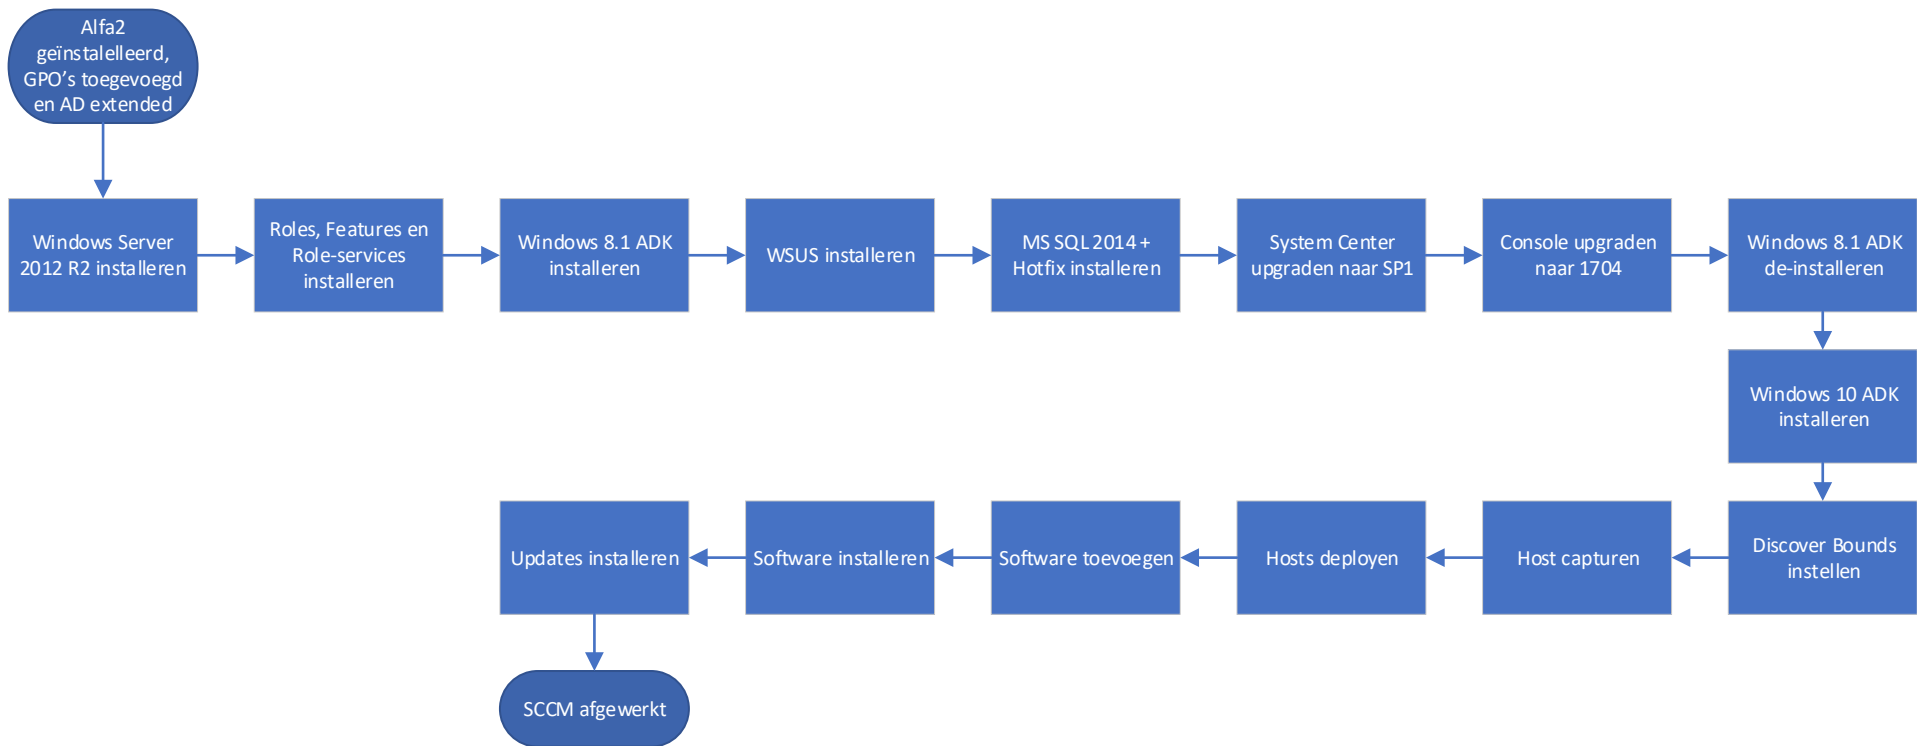 Alfa2
geïnstalelleerd,
GPO's toegevoegd
en AD extended
Windows Server
2012 R2 installeren
Roles, Features en
Role-services
installeren
Windows 8.1 ADK
installeren
WSUS installeren
MS SQL 2014 +
Hotfix installeren
System Center
upgraden naar SP1
Console upgraden
naar 1704
Windows 8.1 ADK
de-installeren
Windows 10 ADK
installeren
Discover Bounds
instellen
Host capturen
Hosts deployen
Software toevoegen
Software installeren
Updates installeren
SCCM afgewerkt